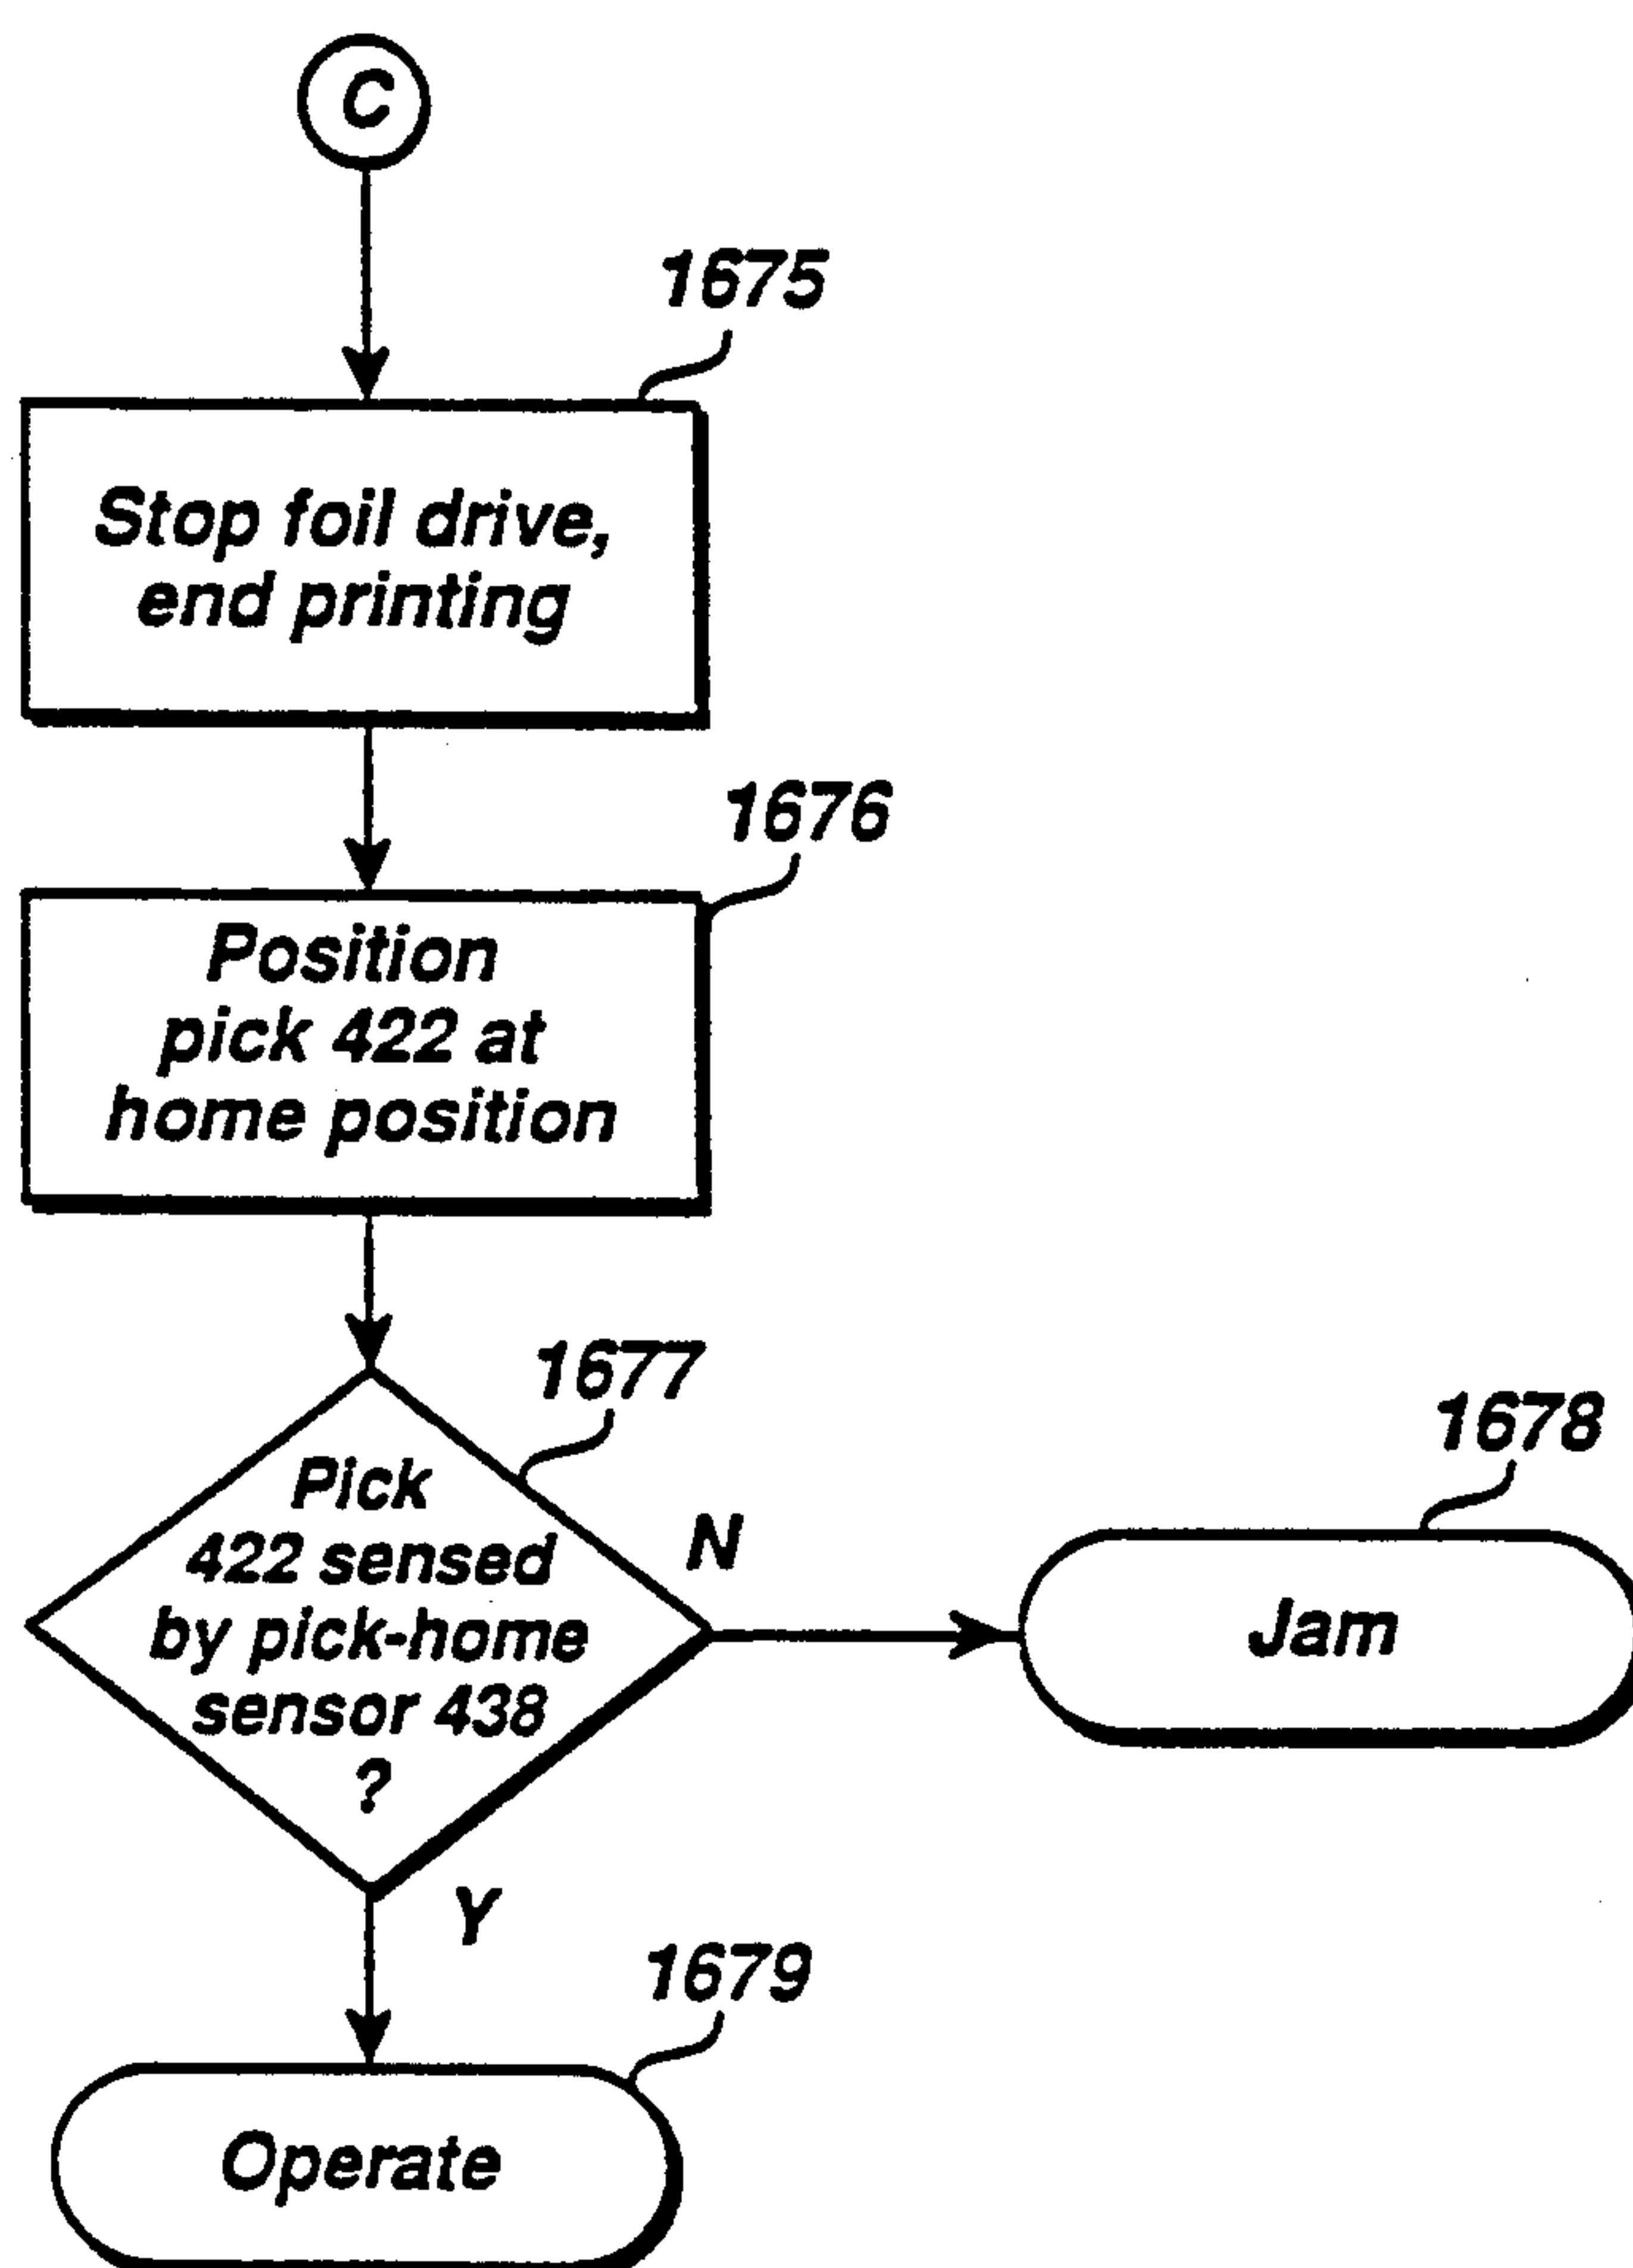 C
1675
Stop foil drive,
end printing
1676
Position
pick 422 at
home position
1677
Pick
422 sensed
by pick-home
sensor 438
?
N
1678
Jam
Y
1679
Operate